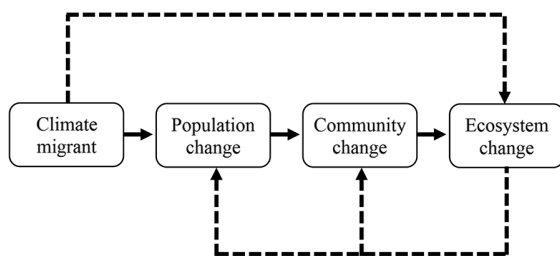 Climate
migrant
Population
change
Community
change
Ecosystem
change